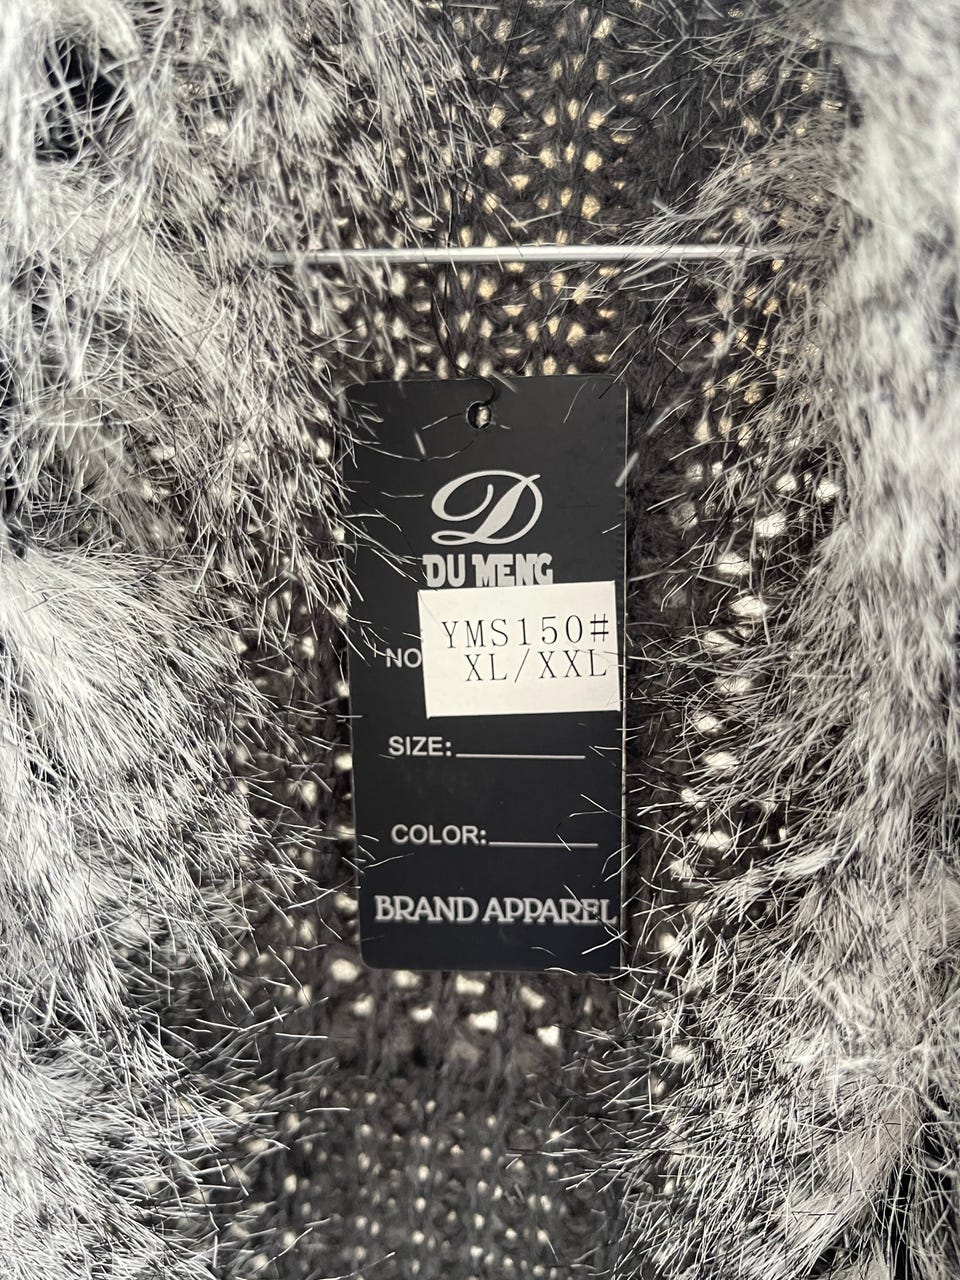 D
DU MENG
YMS150#
NO
XL/XXL
SIZE:
COLOR:
BRAND APPAREL